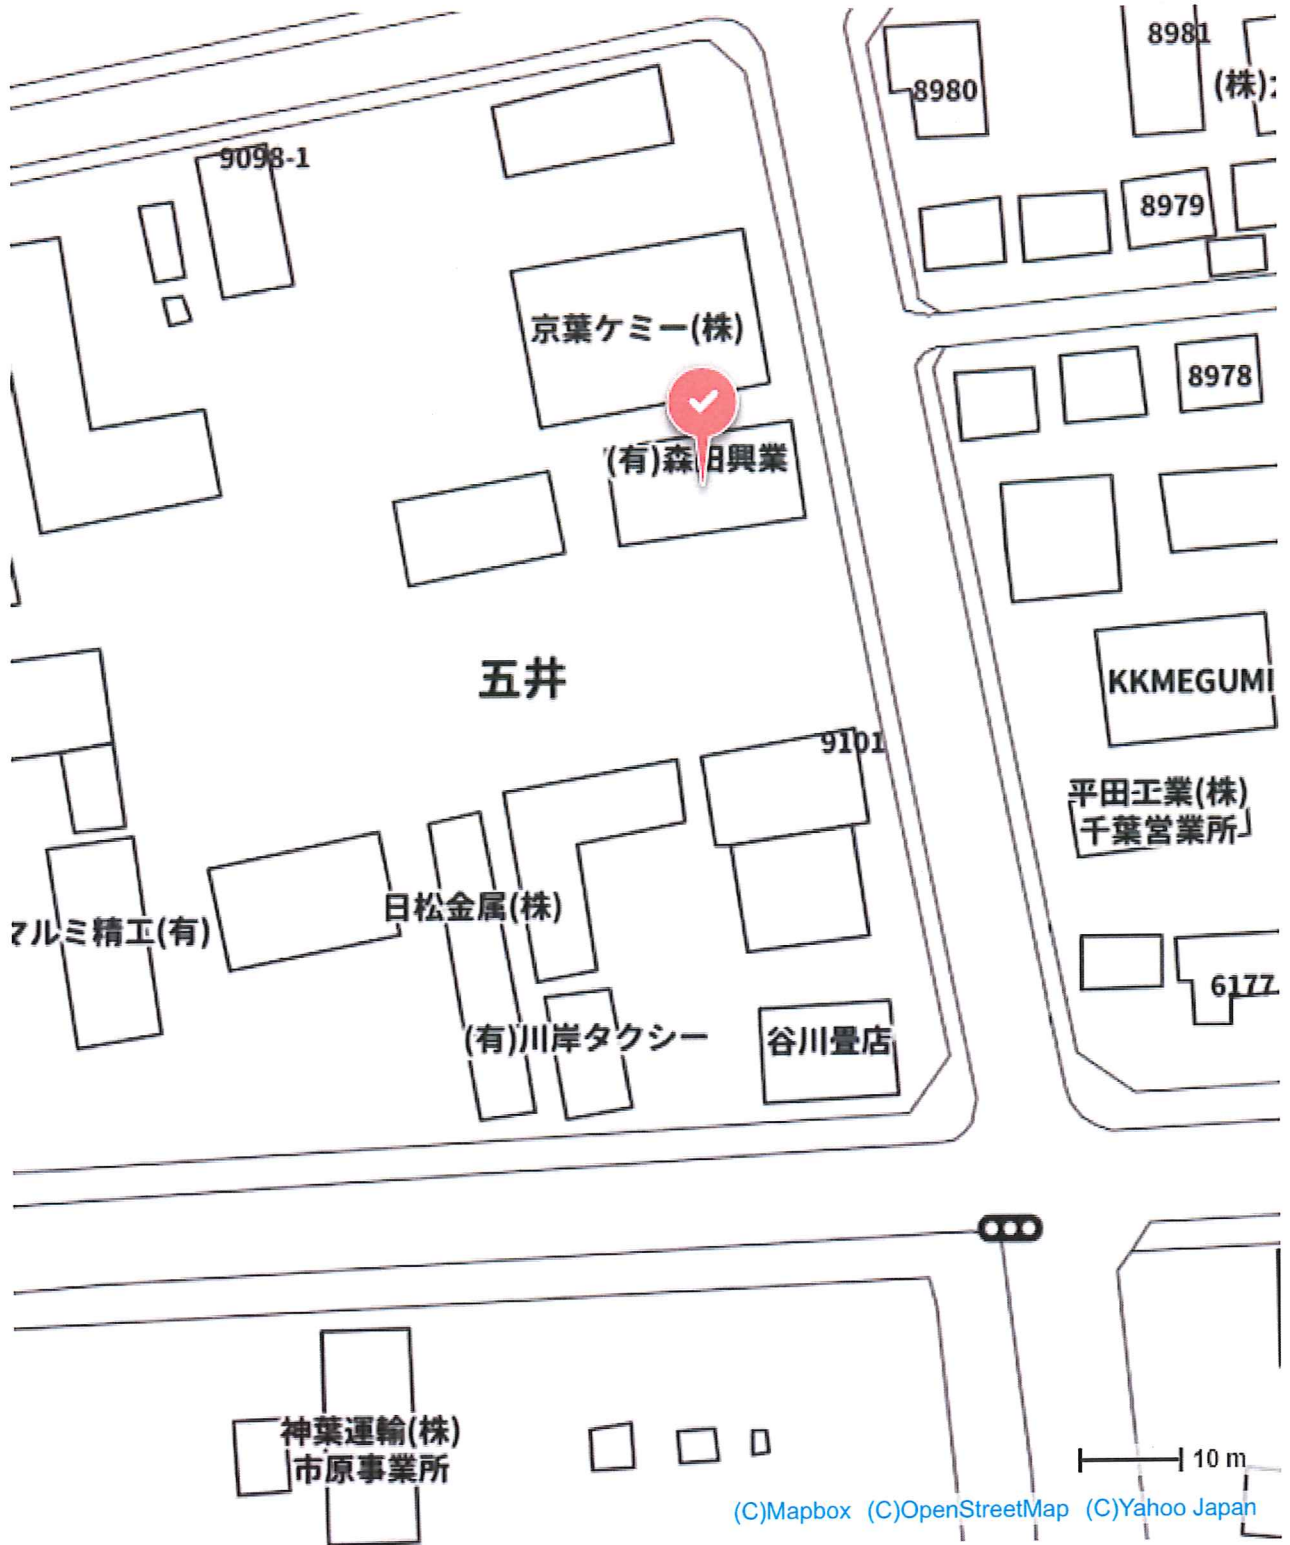 8981
8980
(株)
9098-1
8979
京葉ケミー(株)
8978
(有)森田興業
五井
KKMEGUMI
9101
平田工業(株)
千葉営業所
日松金属(株)
マルミ精工(有)
6177
(有)川岸タクシー
谷川畳店
神葉運輸(株)
市原事業所
10 m
(C)Mapbox (C)OpenStreetMap (C)Yahoo Japan